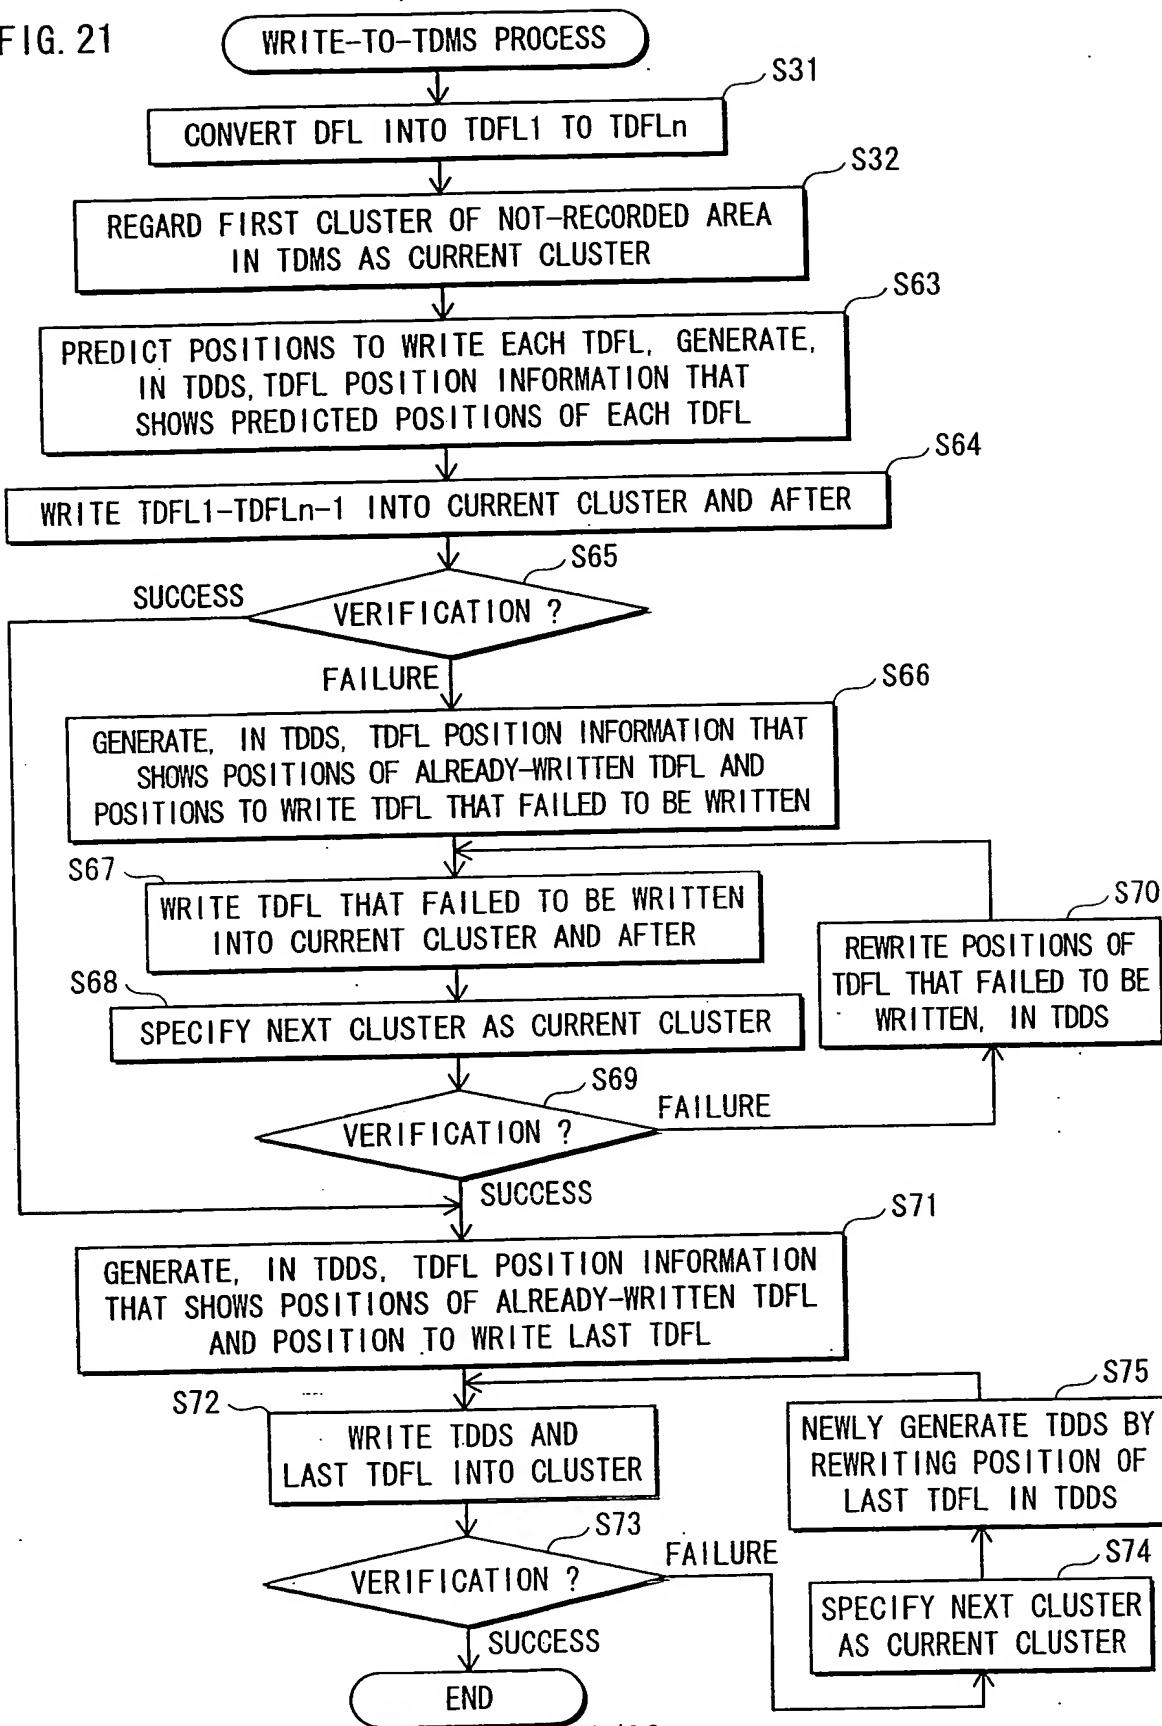 FIG. 21
WRITE-TO-TDMS PROCESS
S31
CONVERT DFL INTO TDFL1 TO TDFLn
S32
REGARD FIRST CLUSTER OF NOT-RECORDED AREA
IN TDMS AS CURRENT CLUSTER
S63
PREDICT POSITIONS TO WRITE EACH TDFL, GENERATE,
IN TDDS, TDFL POSITION INFORMATION THAT
SHOWS PREDICTED POSITIONS OF EACH TDFL
S64
WRITE TDFL1-TDFLn-1 INTO CURRENT CLUSTER AND AFTER
S65
SUCCESS
VERIFICATION ?
FAILURE
S66
GENERATE, IN TDDS, TDFL POSITION INFORMATION THAT
SHOWS POSITIONS OF ALREADY-WRITTEN TDFL AND
POSITIONS TO WRITE TDFL THAT FAILED TO BE WRITTEN
S67
WRITE TDFL THAT FAILED TO BE WRITTEN
INTO CURRENT CLUSTER AND AFTER
S70
REWRITE POSITIONS OF
TDFL THAT FAILED TO BE
WRITTEN, IN TDDS
S68
SPECIFY NEXT CLUSTER AS CURRENT CLUSTER
S69
VERIFICATION ?
FAILURE
SUCCESS
S71
GENERATE, IN TDDS, TDFL POSITION INFORMATION
THAT SHOWS POSITIONS OF ALREADY-WRITTEN TDFL
AND POSITION TO WRITE LAST TDFL
S72
WRITE TDDS AND
LAST TDFL INTO CLUSTER
S75
NEWLY GENERATE TDDS BY
REWRITING POSITION OF
LAST TDFL IN TDDS
S73
VERIFICATION ?
FAILURE
S74
SPECIFY NEXT CLUSTER
AS CURRENT CLUSTER
SUCCESS
END